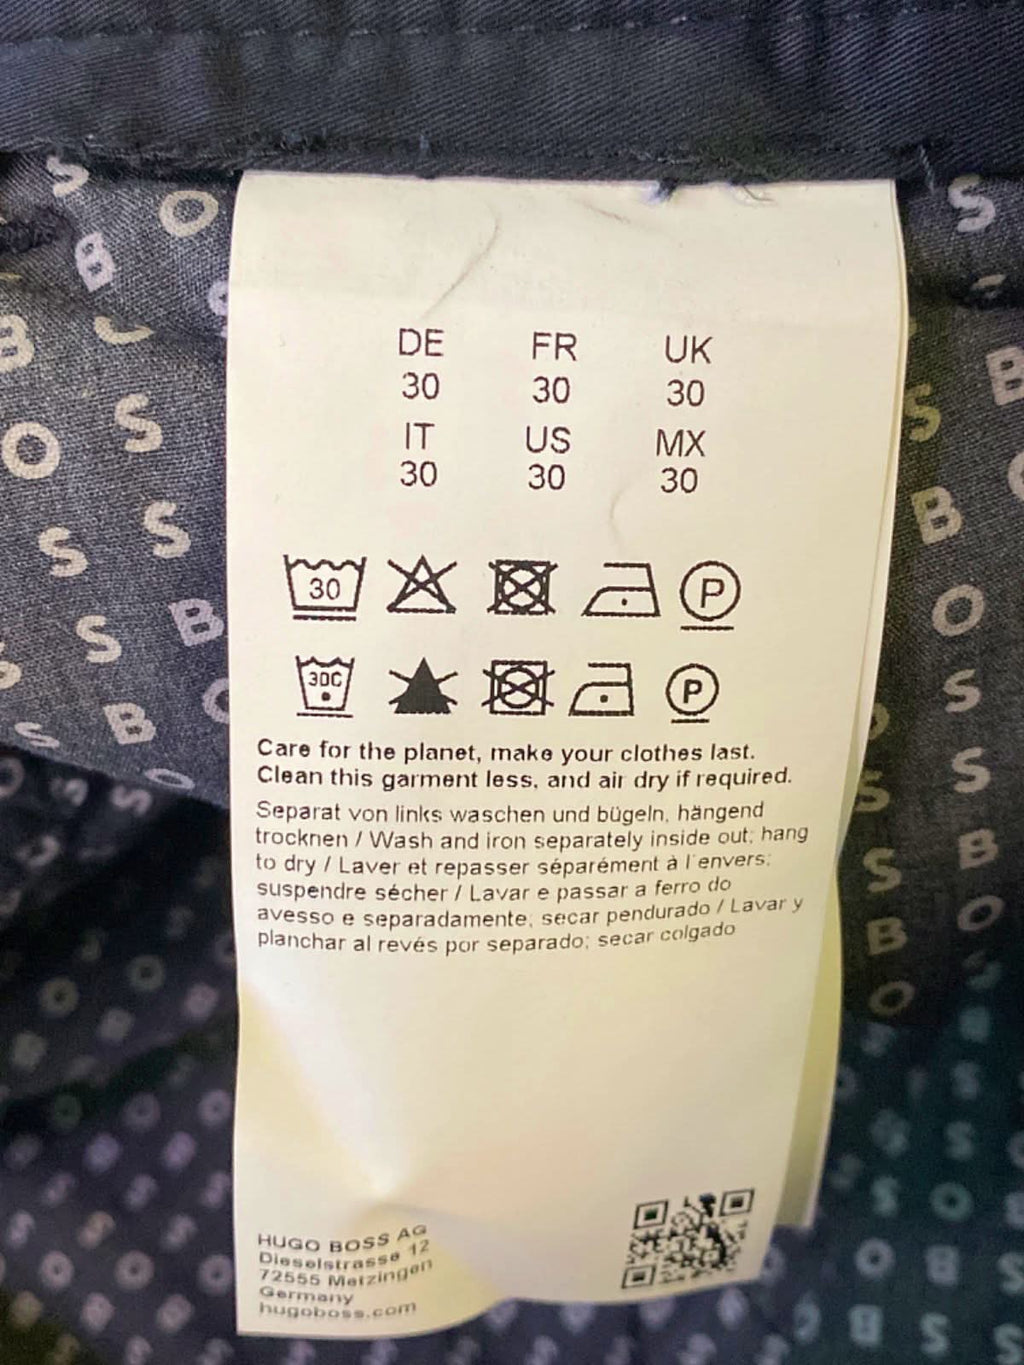 DE FR UK
30 30 30
IT US MX
30 30 30
30 P
30C P
Care for the planet, make your clothes last.
Clean this garment less, and air dry if required.
Separat von links waschen und bügeln, hängend
trocknen / Wash and iron separately inside out; hang
to dry / Laver et repasser séparément à l'envers;
suspendre sécher / Lavar e passar a ferro do
avesso e separadamente; secar pendurado / Lavar y
planchar al revés por separado; secar colgado
HUGO BOSS AG
Dieselstrasse 12
72555 Metzingen
Germany
hugoboss.com